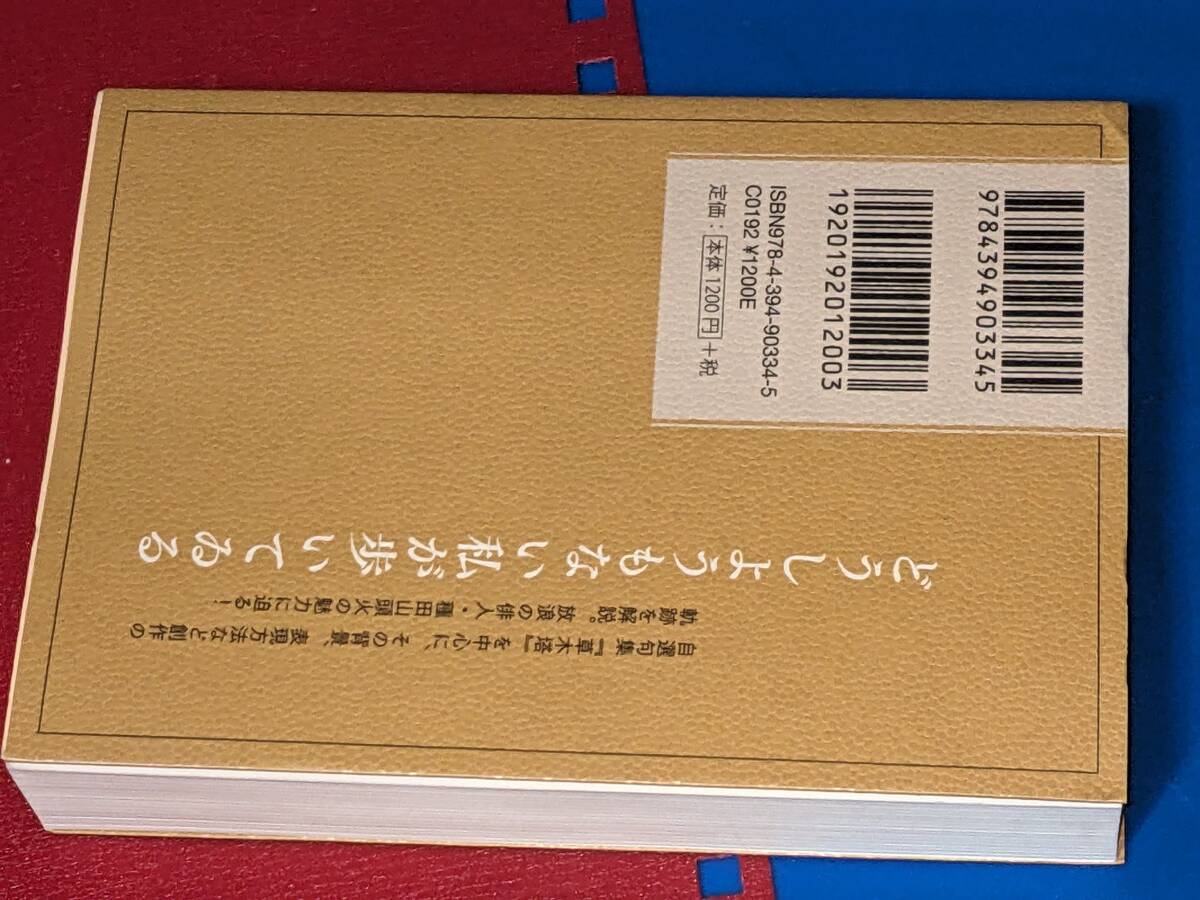 9784394903345
1920192012003
ISBN978-4-394-90334-5
C0192 ¥1200E
定価：本体1200円＋税
どうしようもない私が歩いてゐる
自選句集『草木塔』を中心に、その背景、表現方法など創作の
軌跡を解説。放浪の俳人・種田山頭火の魅力に迫る！